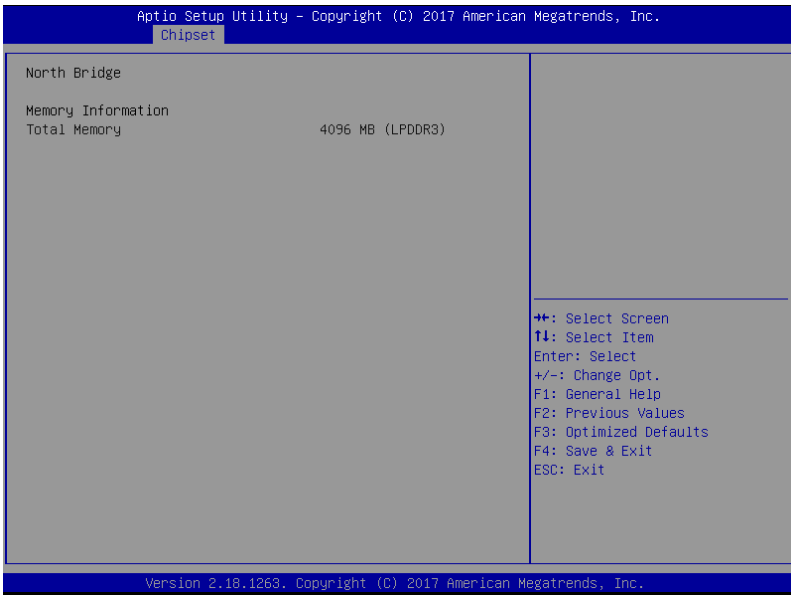 Aptio Setup Utility – Copyright (C) 2017 American Megatrends, Inc.
Chipset
North Bridge
Memory Information
Total Memory 4096 MB (LPDDR3)
→←: Select Screen
↑↓: Select Item
Enter: Select
+/-: Change Opt.
F1: General Help
F2: Previous Values
F3: Optimized Defaults
F4: Save & Exit
ESC: Exit
Version 2.18.1263. Copyright (C) 2017 American Megatrends, Inc.